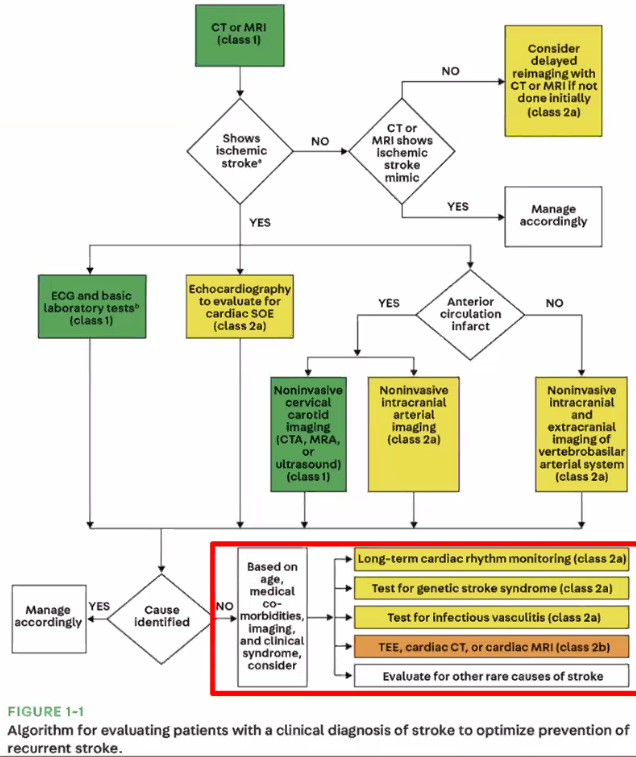 CT or MRI
(class 1)
Consider
delayed
reimaging with
CT or MRI if not
done initially
(class 2a)
NO
Shows
ischemic
strokeᵃ
NO
CT or
MRI shows
ischemic
stroke
mimic
YES
Manage
accordingly
YES
ECG and basic
laboratory testsᵇ
(class 1)
Echocardiography
to evaluate for
cardiac SOE
(class 2a)
YES
Anterior
circulation
infarct
NO
Noninvasive
cervical
carotid
imaging
(CTA, MRA,
or
ultrasound)
(class 1)
Noninvasive
intracranial
arterial
imaging
(class 2a)
Noninvasive
intracranial
and
extracranial
imaging of
vertebrobasilar
arterial system
(class 2a)
Manage
accordingly
YES
Cause
identified
NO
Based on
age,
medical
co-
morbidities,
imaging,
and clinical
syndrome,
consider
Long-term cardiac rhythm monitoring (class 2a)
Test for genetic stroke syndrome (class 2a)
Test for infectious vasculitis (class 2a)
TEE, cardiac CT, or cardiac MRI (class 2b)
Evaluate for other rare causes of stroke
FIGURE 1-1
Algorithm for evaluating patients with a clinical diagnosis of stroke to optimize prevention of
recurrent stroke.